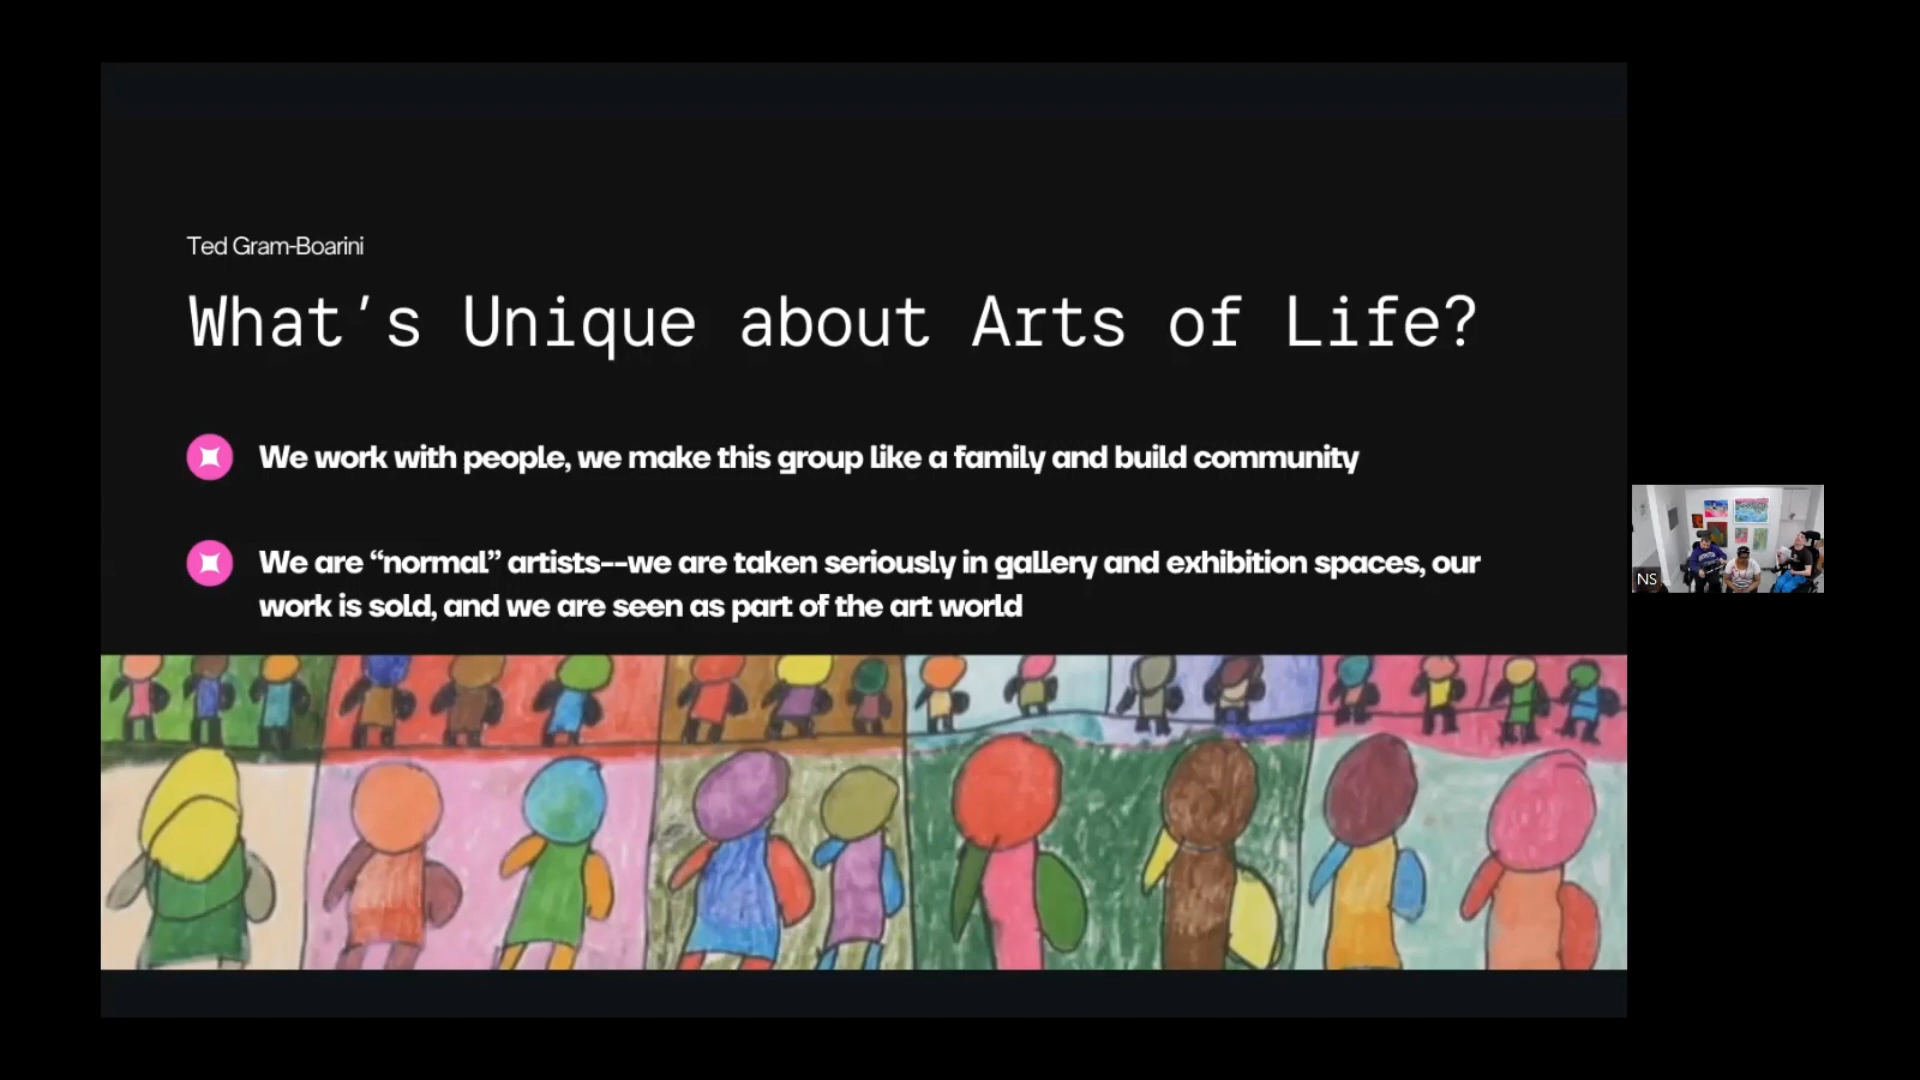 Ted Gram-Boarini
What's Unique about Arts of Life?
We work with people, we make this group like a family and build community
We are “normal” artists--we are taken seriously in gallery and exhibition spaces, our
work is sold, and we are seen as part of the art world
NS